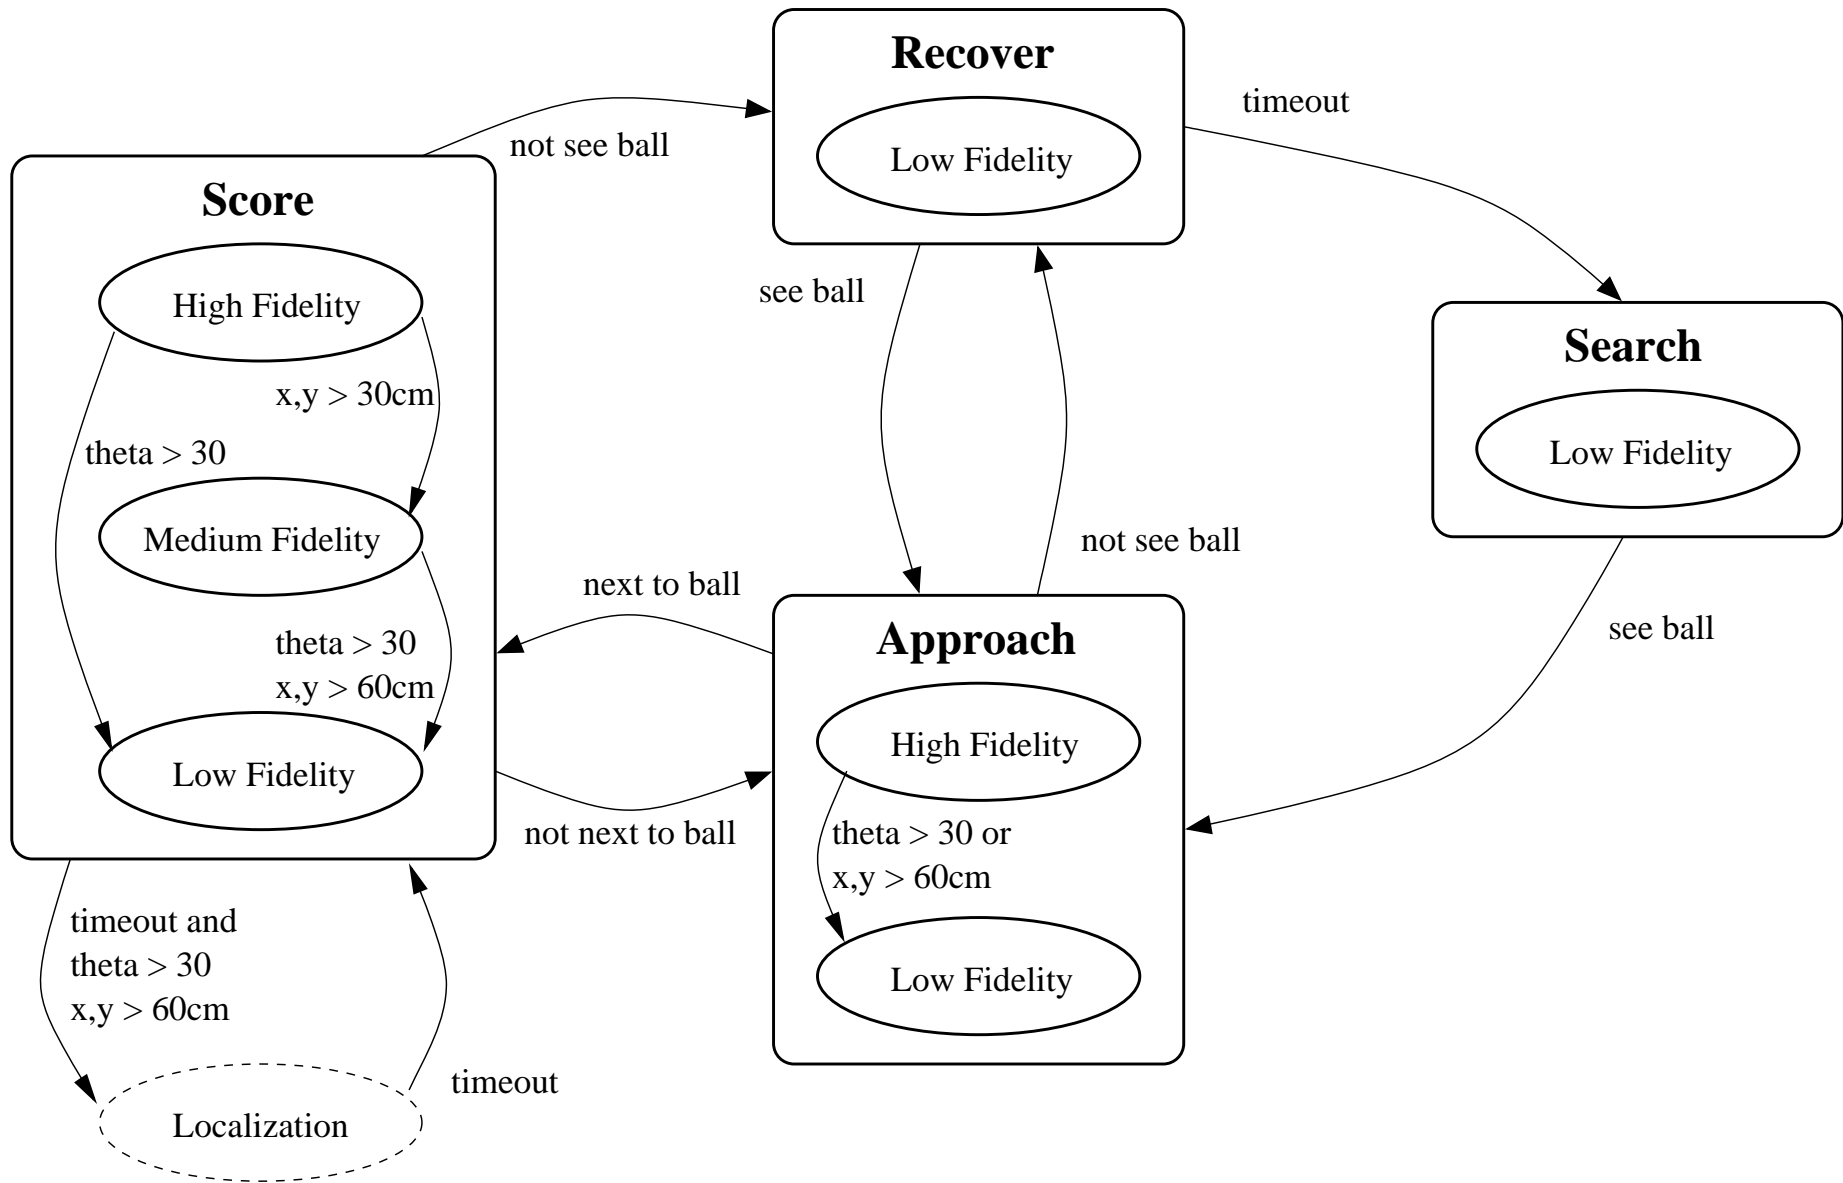 Recover
Low Fidelity
timeout
not see ball
Score
High Fidelity
x,y > 30cm
theta > 30
Medium Fidelity
theta > 30
x,y > 60cm
Low Fidelity
see ball
not see ball
Search
Low Fidelity
see ball
next to ball
not next to ball
Approach
High Fidelity
theta > 30 or
x,y > 60cm
Low Fidelity
timeout and
theta > 30
x,y > 60cm
timeout
Localization